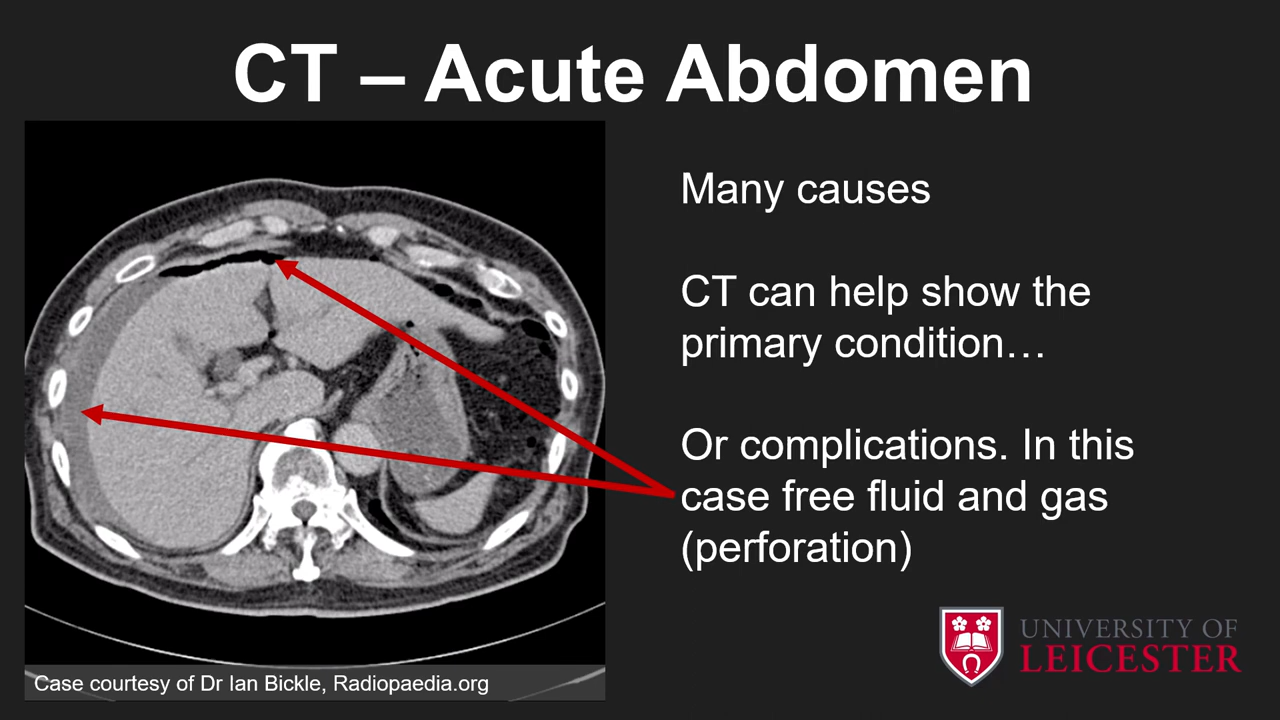 CT – Acute Abdomen
Many causes
CT can help show the
primary condition…
Or complications. In this
case free fluid and gas
(perforation)
Case courtesy of Dr Ian Bickle, Radiopaedia.org
UNIVERSITY OF
LEICESTER